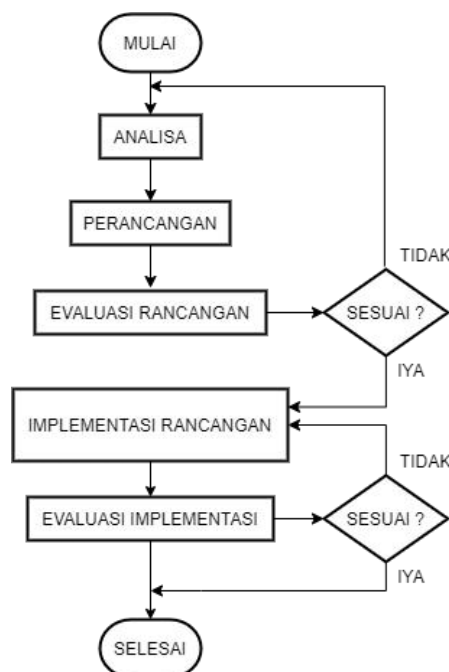 MULAI
ANALISA
PERANCANGAN
TIDAK
EVALUASI RANCANGAN
SESUAI ?
IYA
IMPLEMENTASI RANCANGAN
TIDAK
EVALUASI IMPLEMENTASI
SESUAI ?
IYA
SELESAI